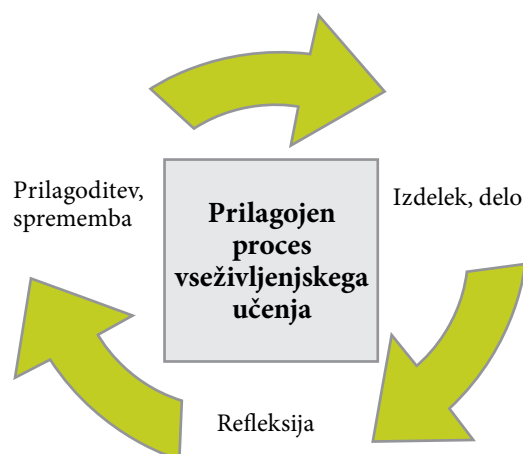 Prilagoditev,
sprememba
Prilagojen
proces
vseživljenjskega
učenja
Izdelek, delo
Refleksija